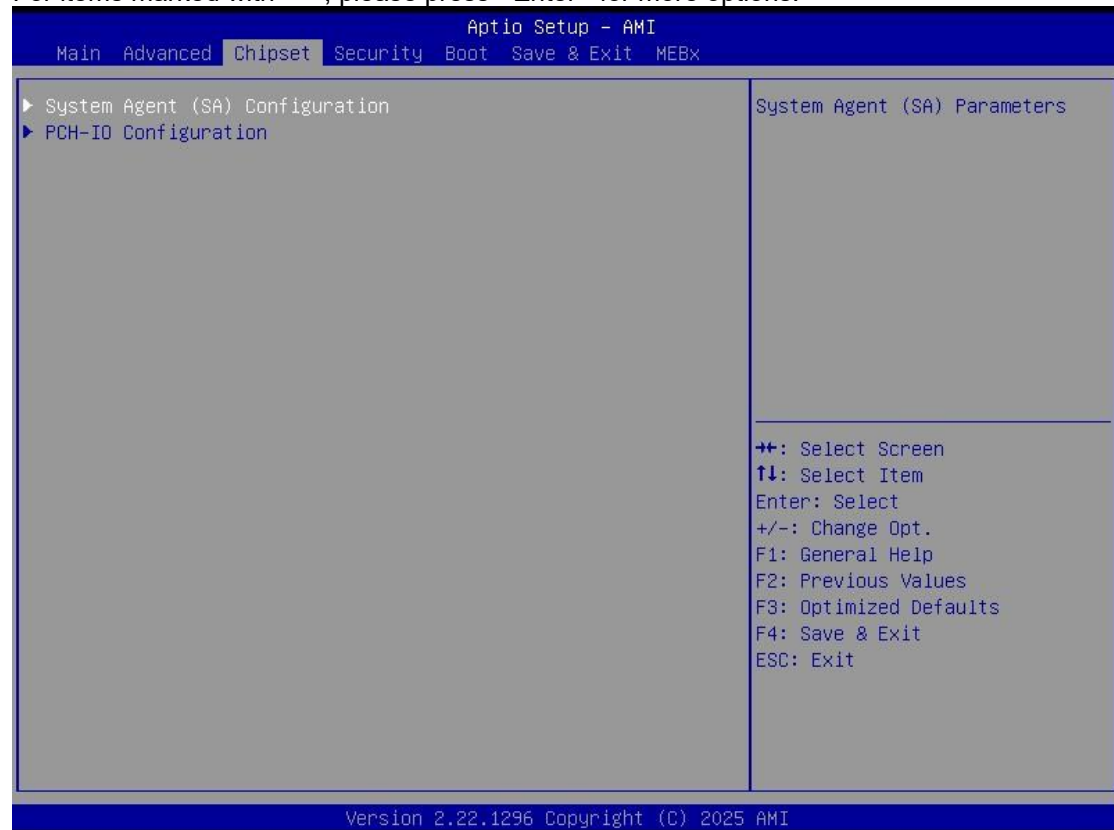 Aptio Setup - AMI
Main Advanced Chipset Security Boot Save & Exit MEBx
▶ System Agent (SA) Configuration
▶ PCH-IO Configuration
System Agent (SA) Parameters
→←: Select Screen
↑↓: Select Item
Enter: Select
+/-: Change Opt.
F1: General Help
F2: Previous Values
F3: Optimized Defaults
F4: Save & Exit
ESC: Exit
Version 2.22.1296 Copyright (C) 2025 AMI